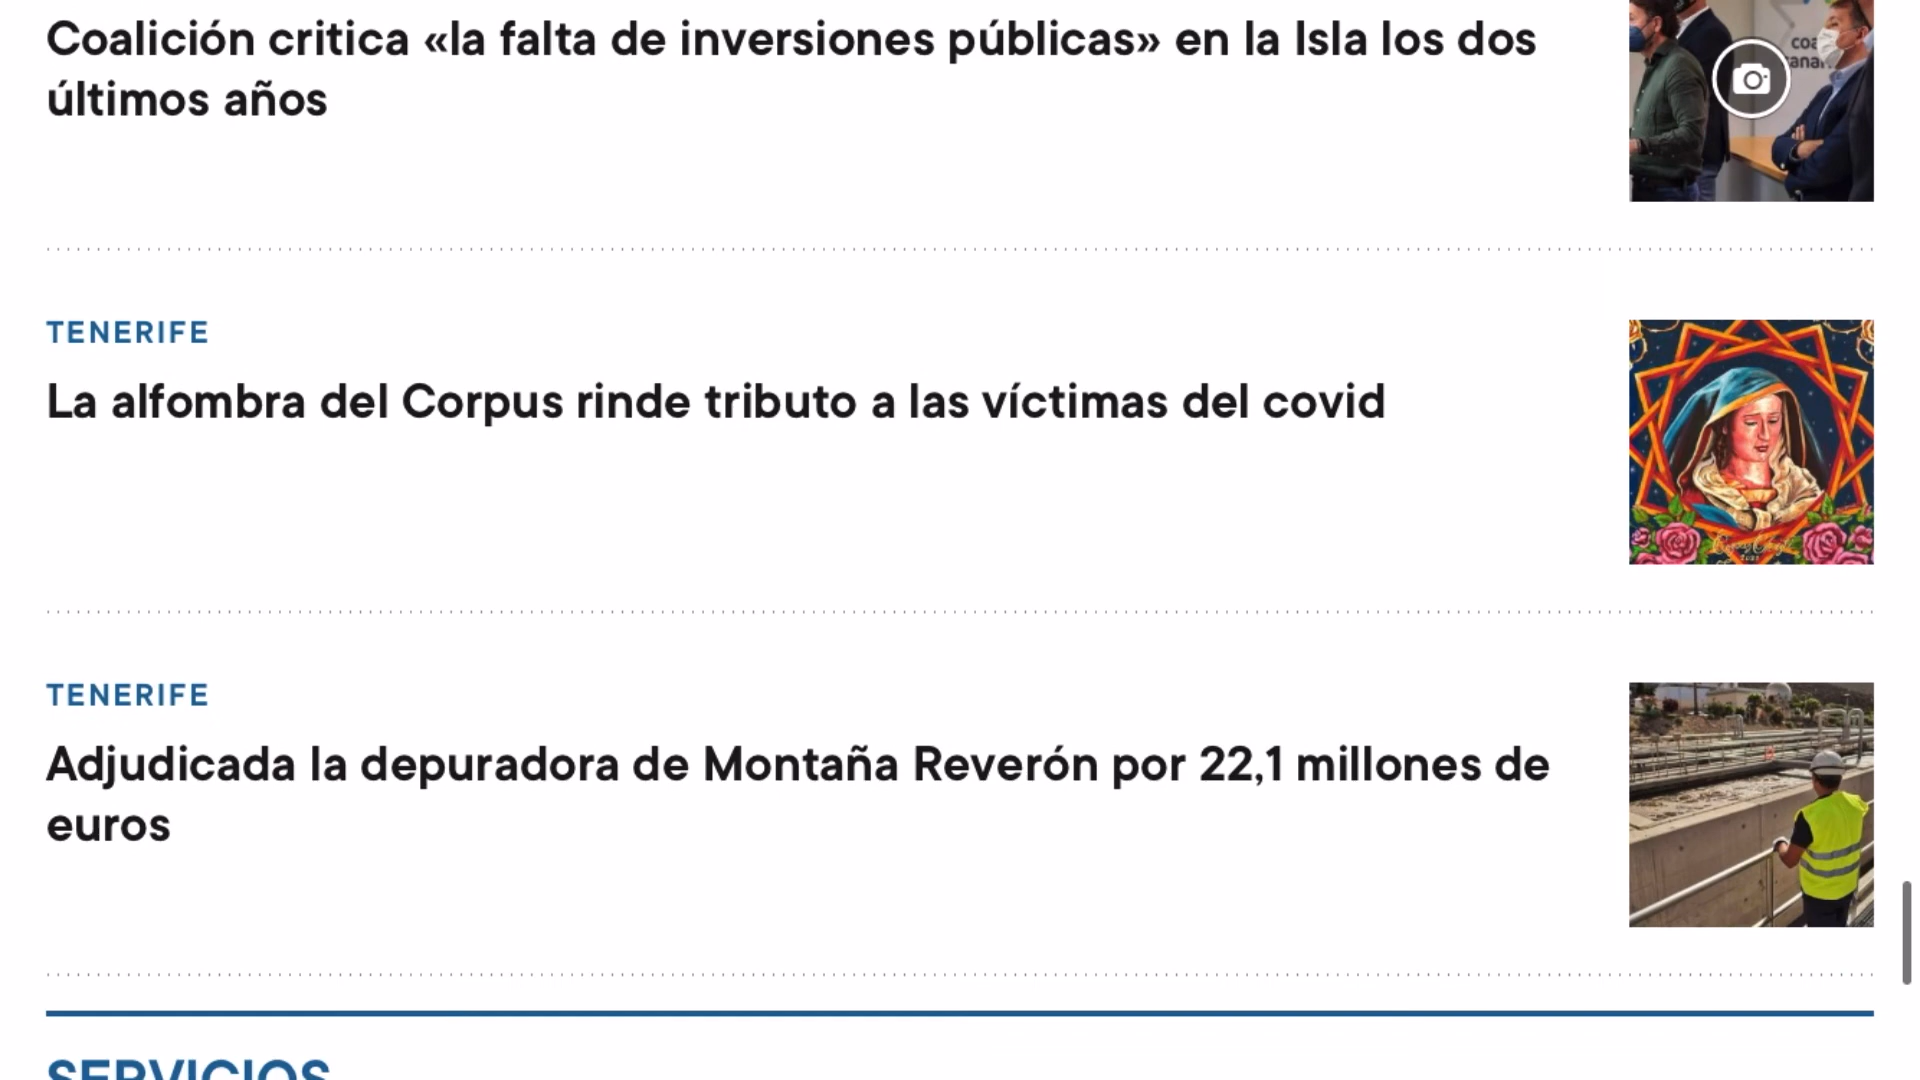 Coalición critica «la falta de inversiones públicas» en la Isla los dos
últimos años
TENERIFE
La alfombra del Corpus rinde tributo a las víctimas del covid
TENERIFE
Adjudicada la depuradora de Montaña Reverón por 22,1 millones de
euros
SERVICIOS